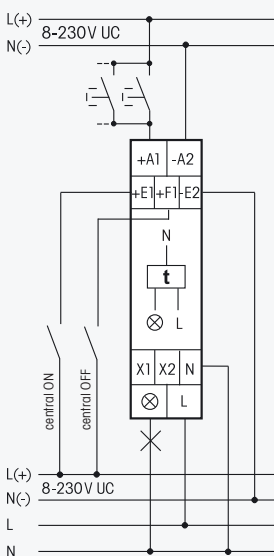 L(+)
8-230V UC
N(-)
+A1 -A2
+E1 +F1 -E2
N
t
L
X1 X2 N
L
central ON
central OFF
L(+)
8-230V UC
N(-)
L
N